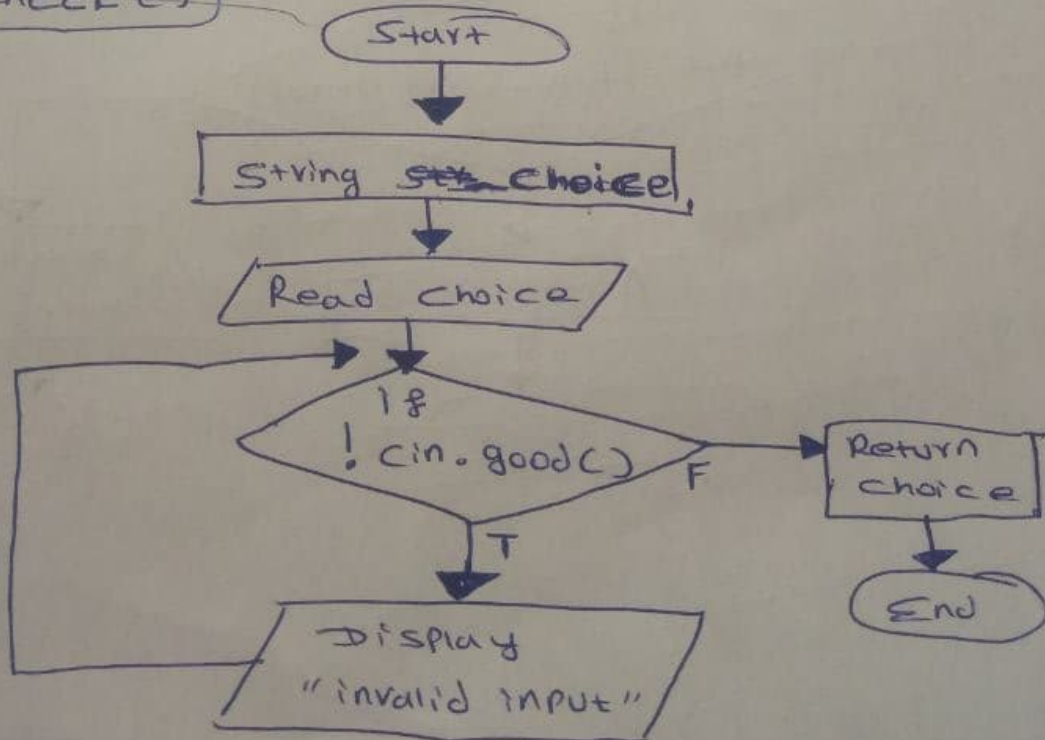 Start
String choice
Read choice
If
! cin.good()
F
Return
choice
T
End
Display
"invalid input"